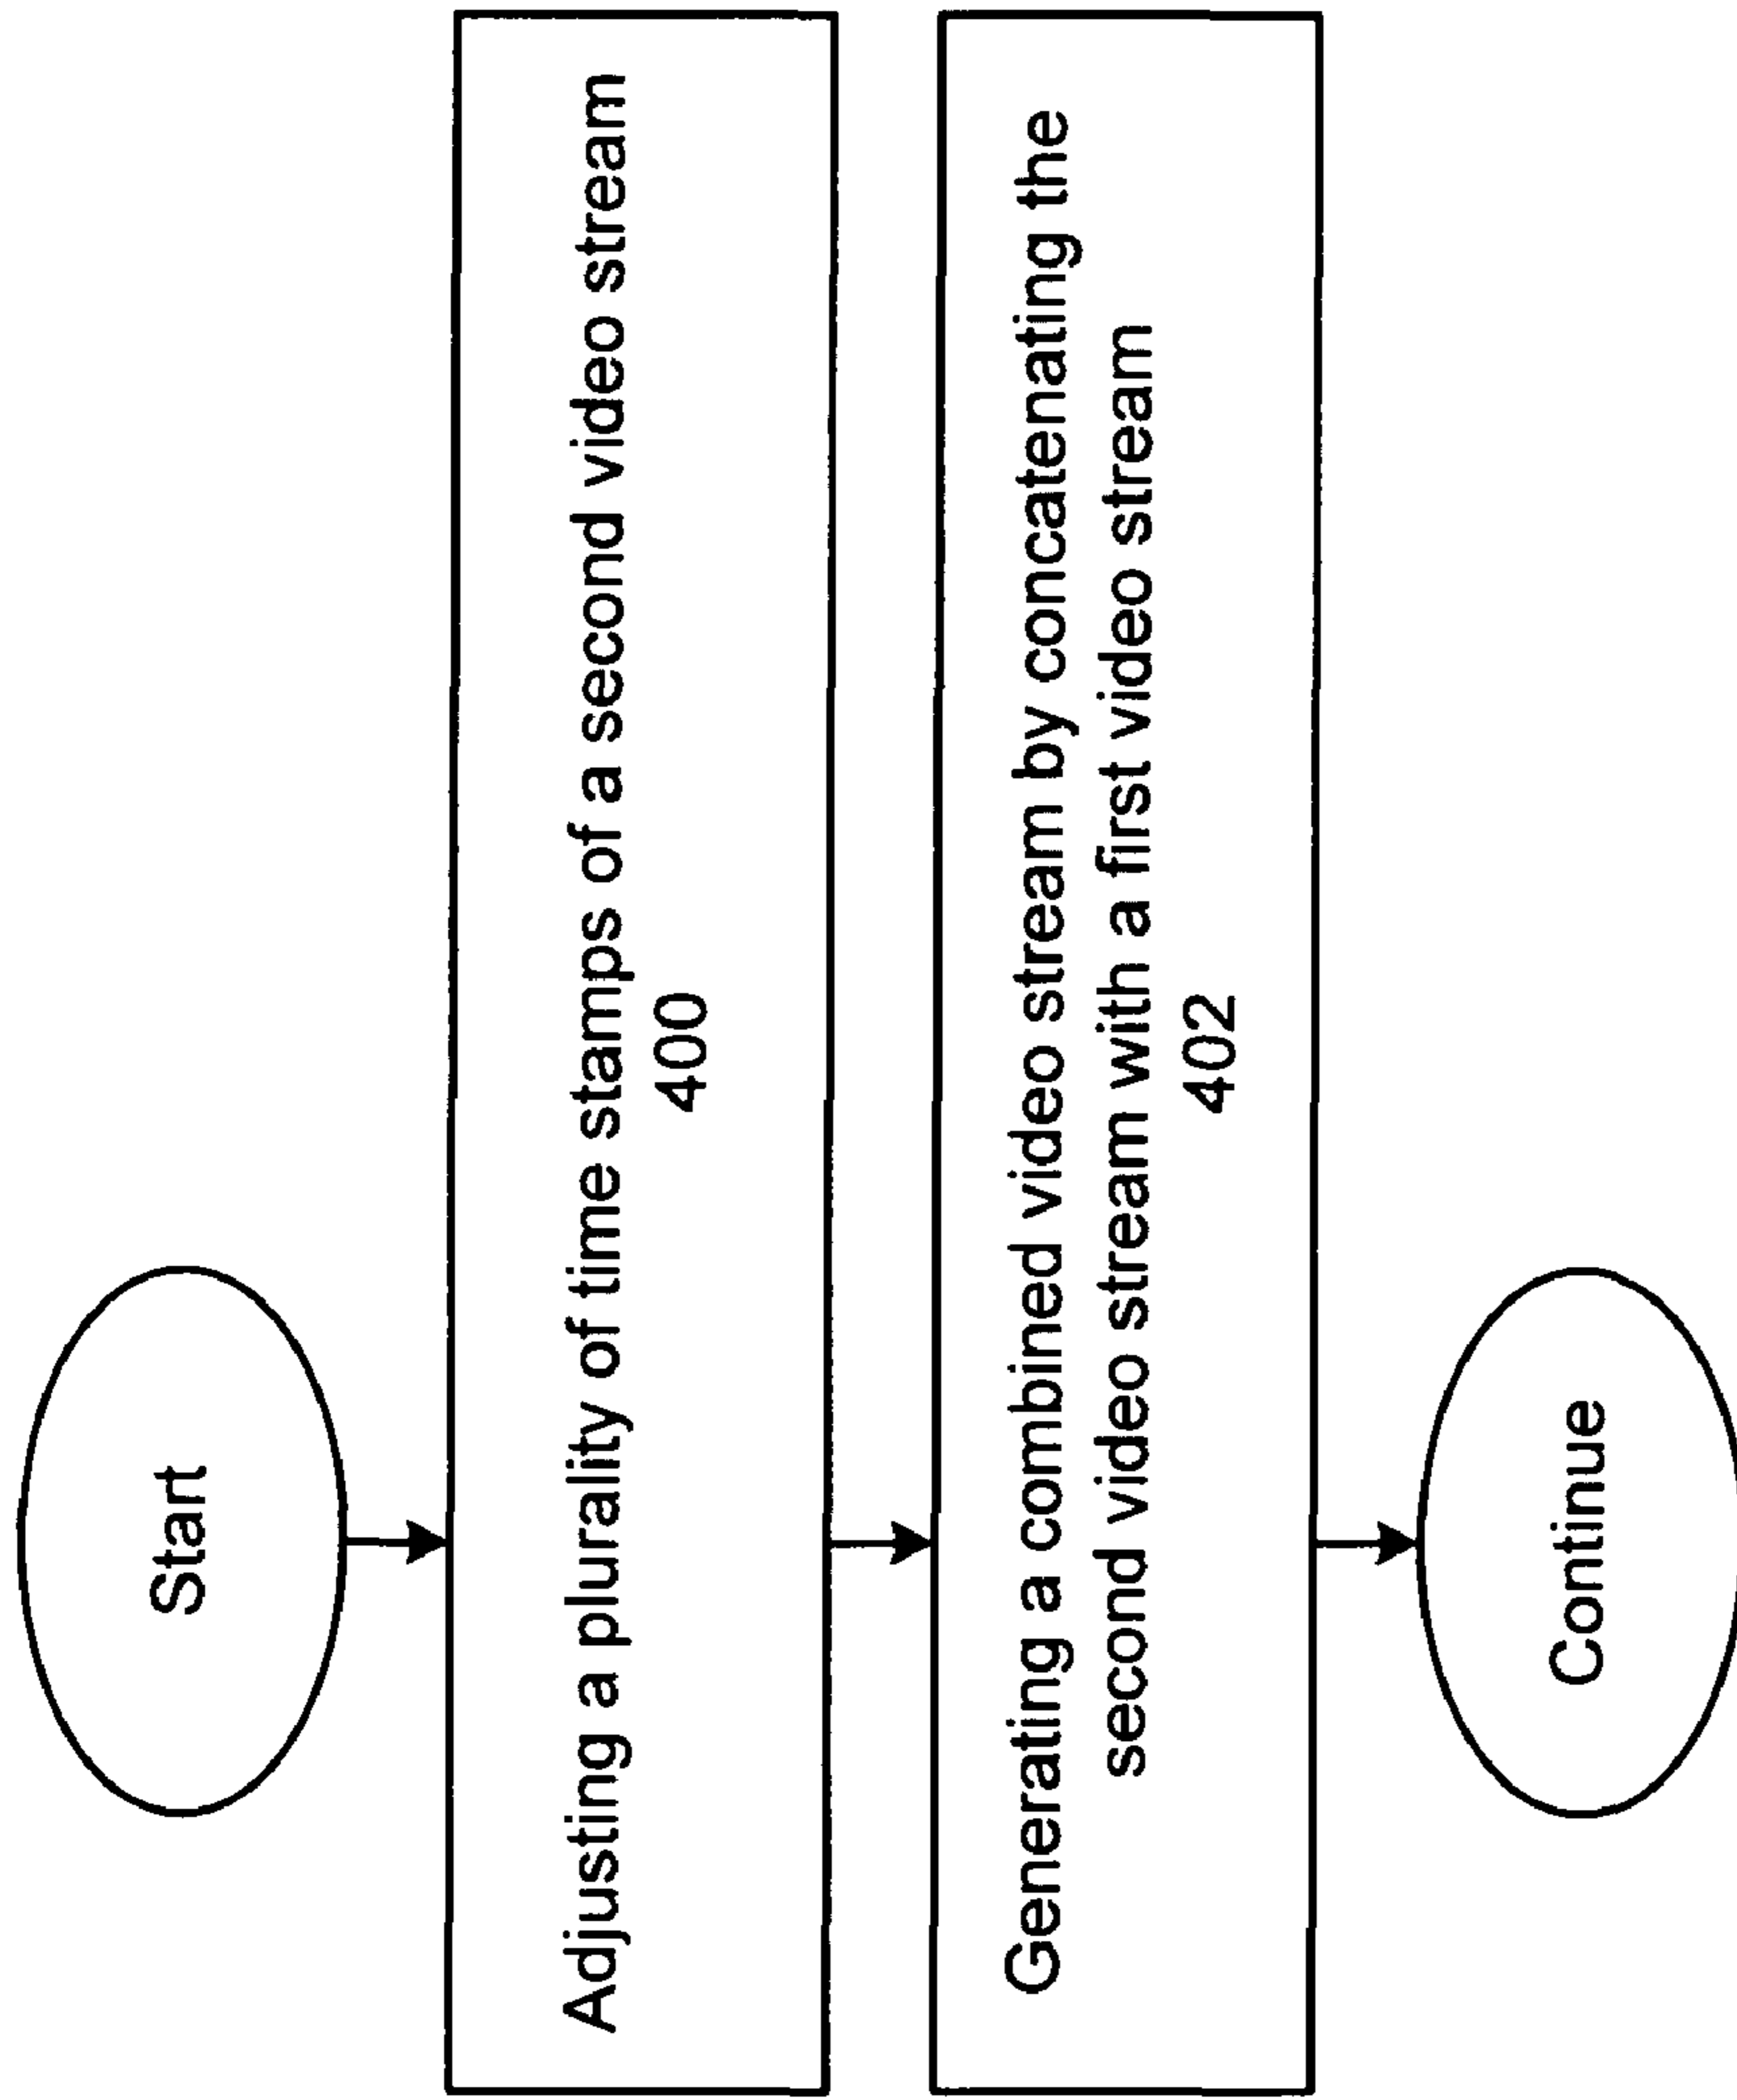 Start
Adjusting a plurality of time stamps of a second video stream
400
Generating a combined video stream by concatenating the
second video stream with a first video stream
402
Continue